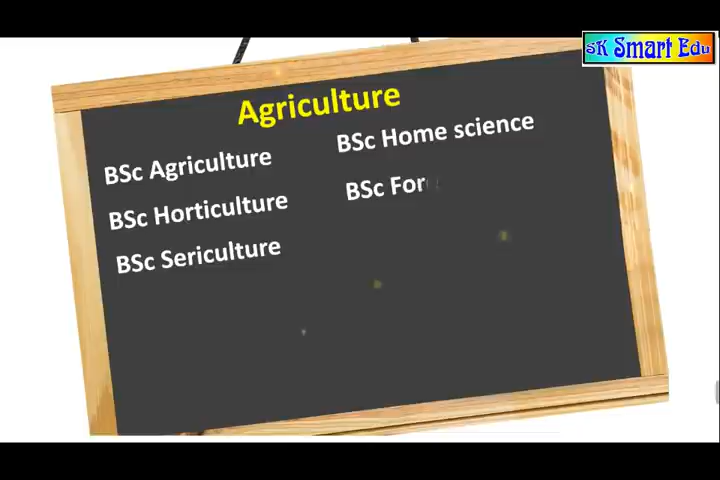 SK Smart Edu
Agriculture
BSc Agriculture
BSc Horticulture
BSc Sericulture
BSc Home science
BSc For